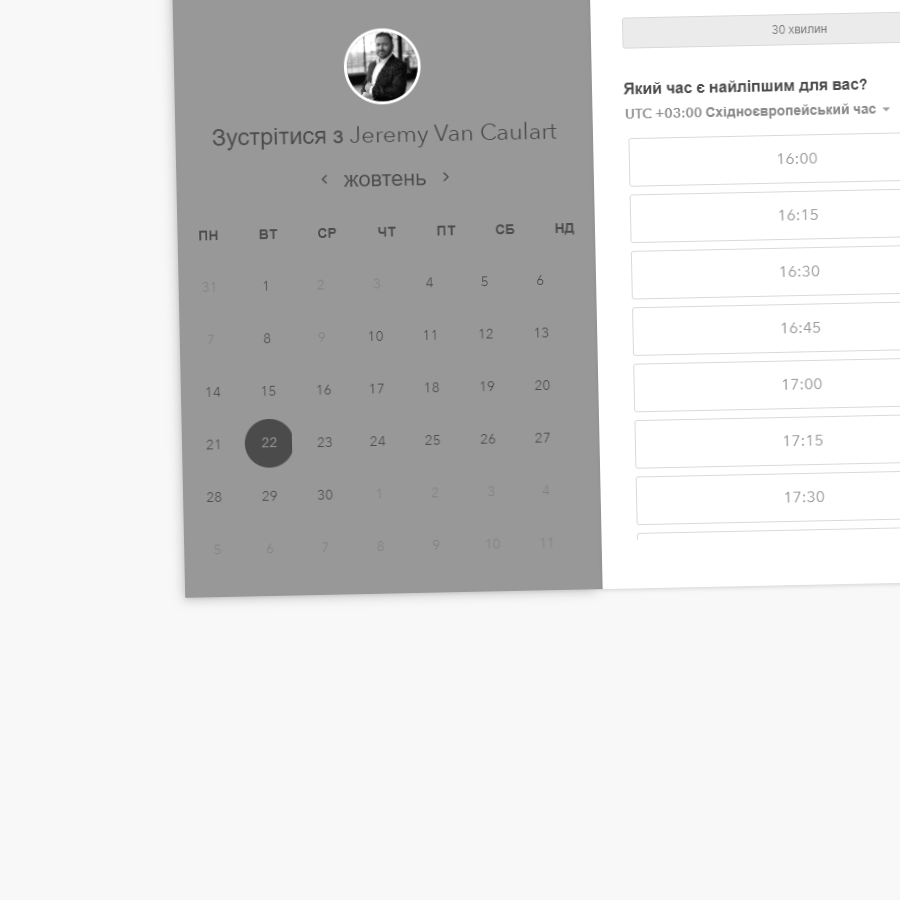 Зустрітися з Jeremy Van Caulart
‹ жовтень ›
ПН ВТ СР ЧТ ПТ СБ НД
31 1 2 3 4 5 6
7 8 9 10 11 12 13
14 15 16 17 18 19 20
21 22 23 24 25 26 27
28 29 30 1 2 3 4
5 6 7 8 9 10 11
30 хвилин
Який час є найліпшим для вас?
UTC +03:00 Східноєвропейський час
16:00
16:15
16:30
16:45
17:00
17:15
17:30